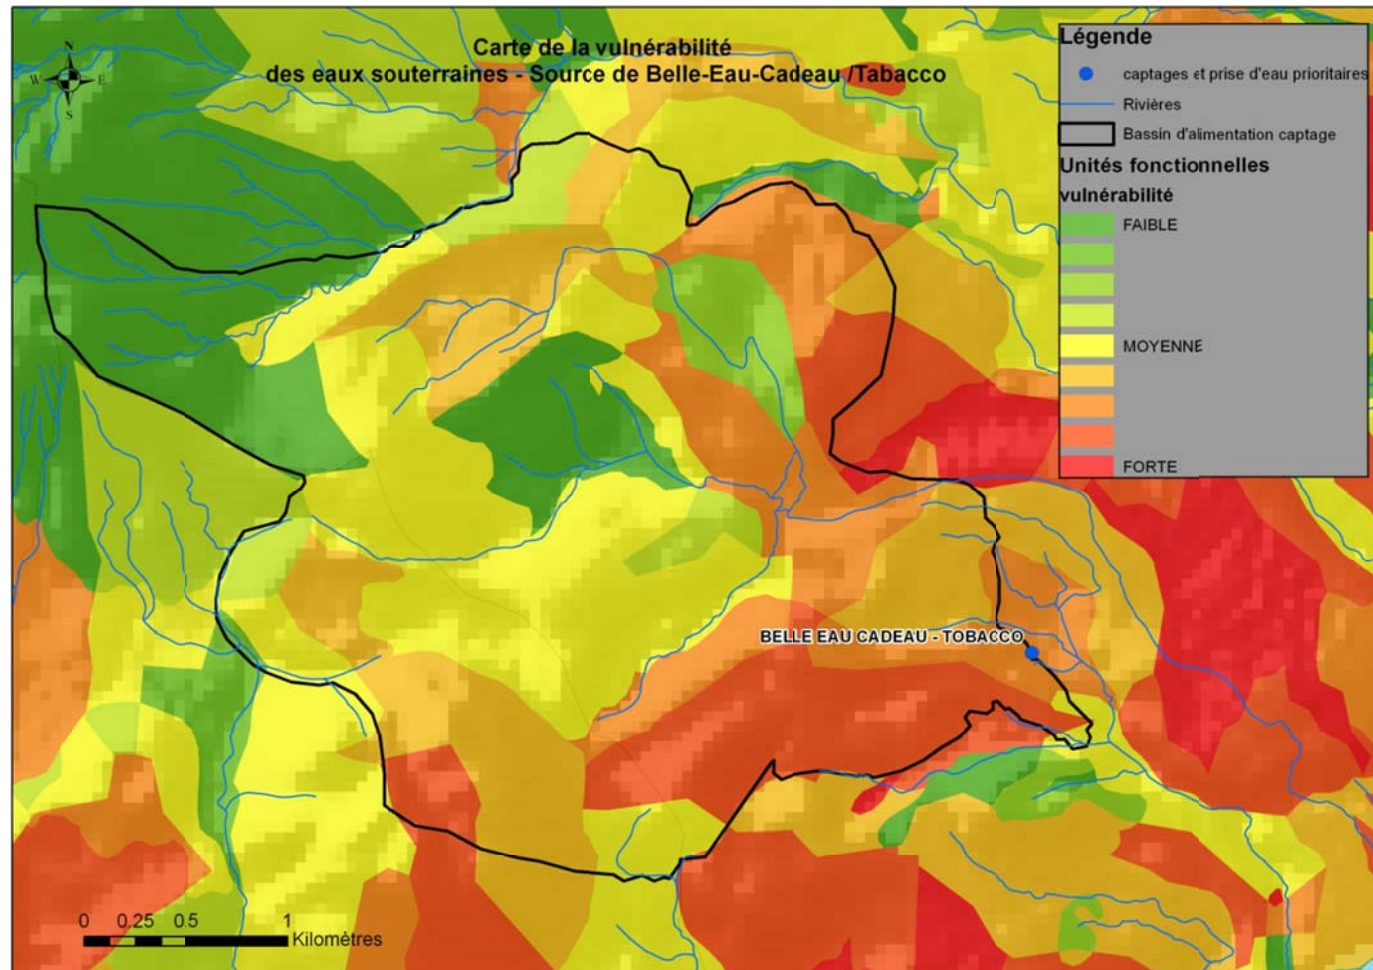 Carte de la vulnérabilité
des eaux souterraines - Source de Belle-Eau-Cadeau /Tabacco
N
W
E
S
Légende
captages et prise d'eau prioritaires
Rivières
Bassin d'alimentation captage
Unités fonctionnelles
vulnérabilité
FAIBLE
MOYENNE
FORTE
BELLE EAU CADEAU - TOBACCO
0 0.25 0.5 1
Kilomètres